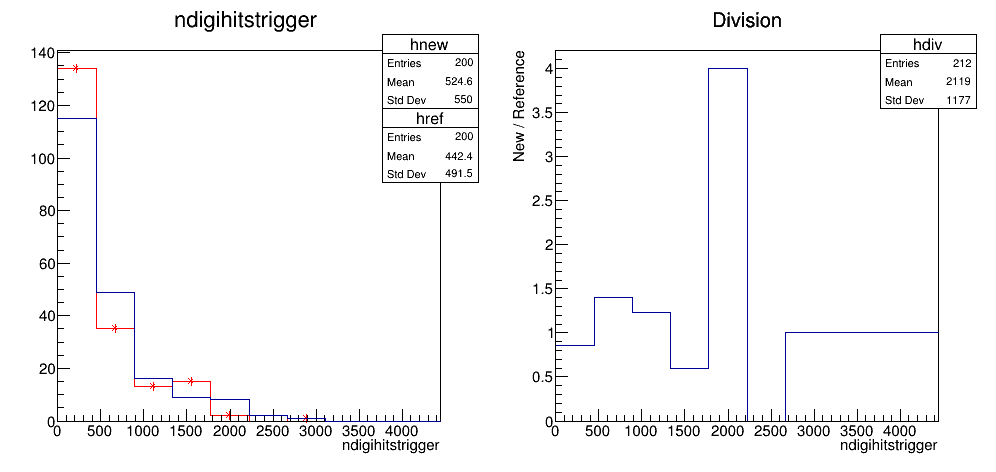 ndigihitstrigger
hnew
Entries 200
Mean 524.6
Std Dev 550
href
Entries 200
Mean 442.4
Std Dev 491.5
140
120
100
80
60
40
20
0
0 500 1000 1500 2000 2500 3000 3500 4000
ndigihitstrigger
Division
hdiv
Entries 212
Mean 2119
Std Dev 1177
New / Reference
4
3.5
3
2.5
2
1.5
1
0.5
0
0 500 1000 1500 2000 2500 3000 3500 4000
ndigihitstrigger